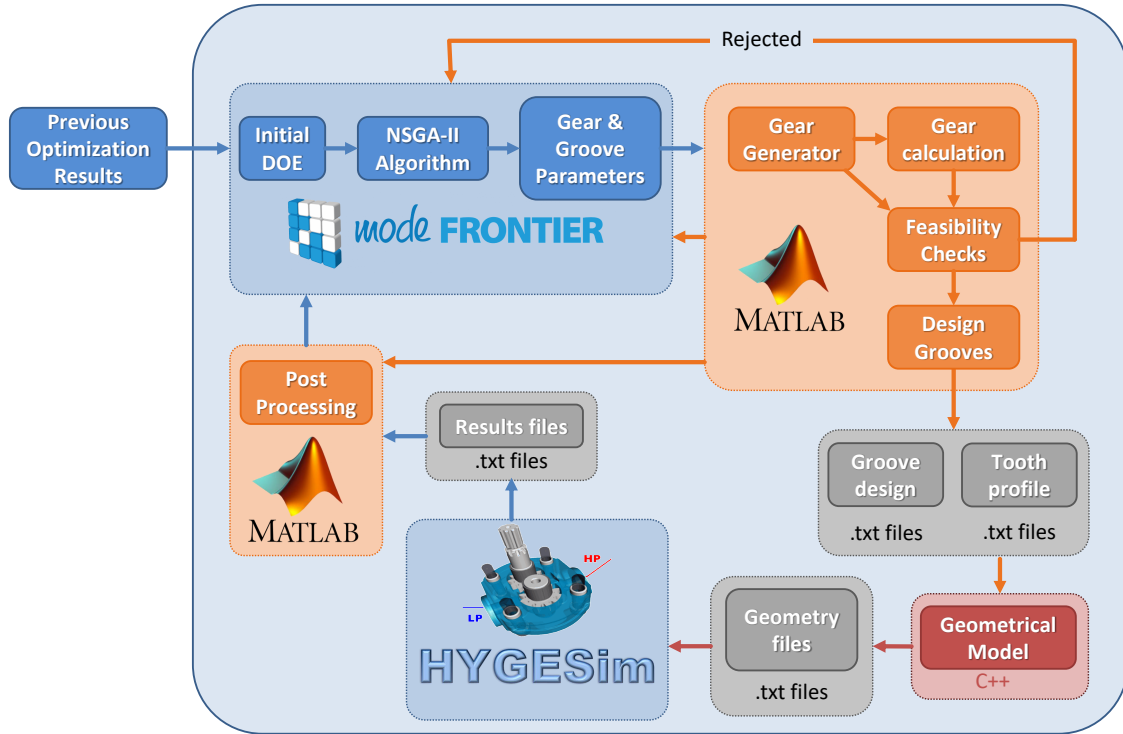 Rejected
Previous
Optimization
Results
Initial
DOE
NSGA-II
Algorithm
Gear &
Groove
Parameters
mode FRONTIER
Gear
Generator
Gear
calculation
Feasibility
Checks
MATLAB
Design
Grooves
Post
Processing
MATLAB
Results files
.txt files
Groove
design
.txt files
Tooth
profile
.txt files
HP
LP
HYGESim
Geometry
files
.txt files
Geometrical
Model
C++